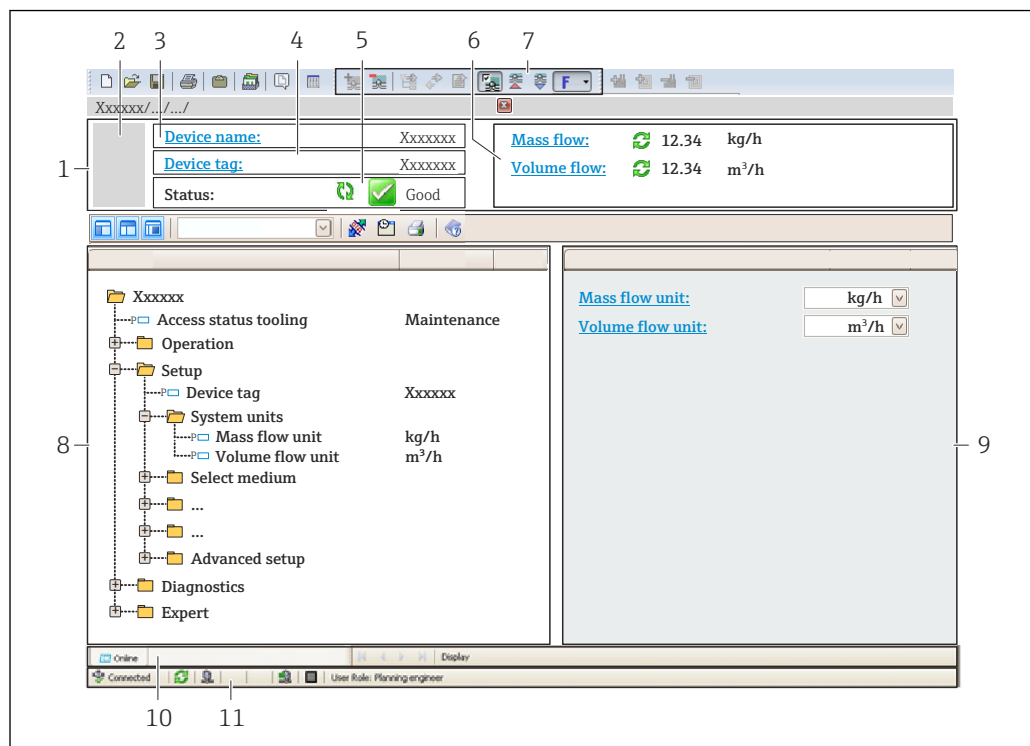 2 3 4 5 6 7
F
Xxxxxx/.../.../
1
Device name: Xxxxxxx
Device tag: Xxxxxxx
Status: Good
Mass flow: 12.34 kg/h
Volume flow: 12.34 m³/h
Xxxxxx
P Access status tooling Maintenance
Operation
Setup
P Device tag Xxxxxx
System units
P Mass flow unit kg/h
P Volume flow unit m³/h
Select medium
...
...
Advanced setup
Diagnostics
Expert
8
Mass flow unit: kg/h
Volume flow unit: m³/h
9
Online Display
Connected User Role: Planning engineer
10 11